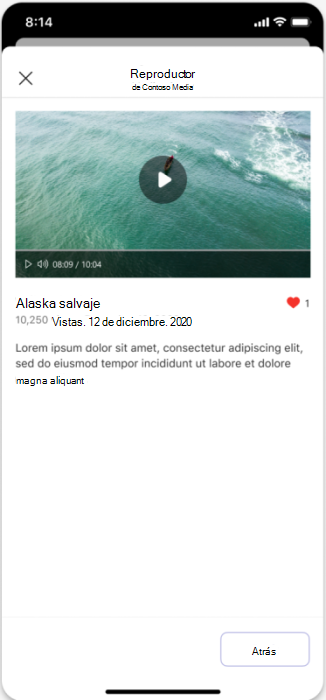 8:14
Reproductor
de Contoso Media
08:09 / 10:04
Alaska salvaje
1
10,250 Vistas. 12 de diciembre. 2020
Lorem ipsum dolor sit amet, consectetur adipiscing elit,
sed do eiusmod tempor incididunt ut labore et dolore
magna aliquant
Atrás